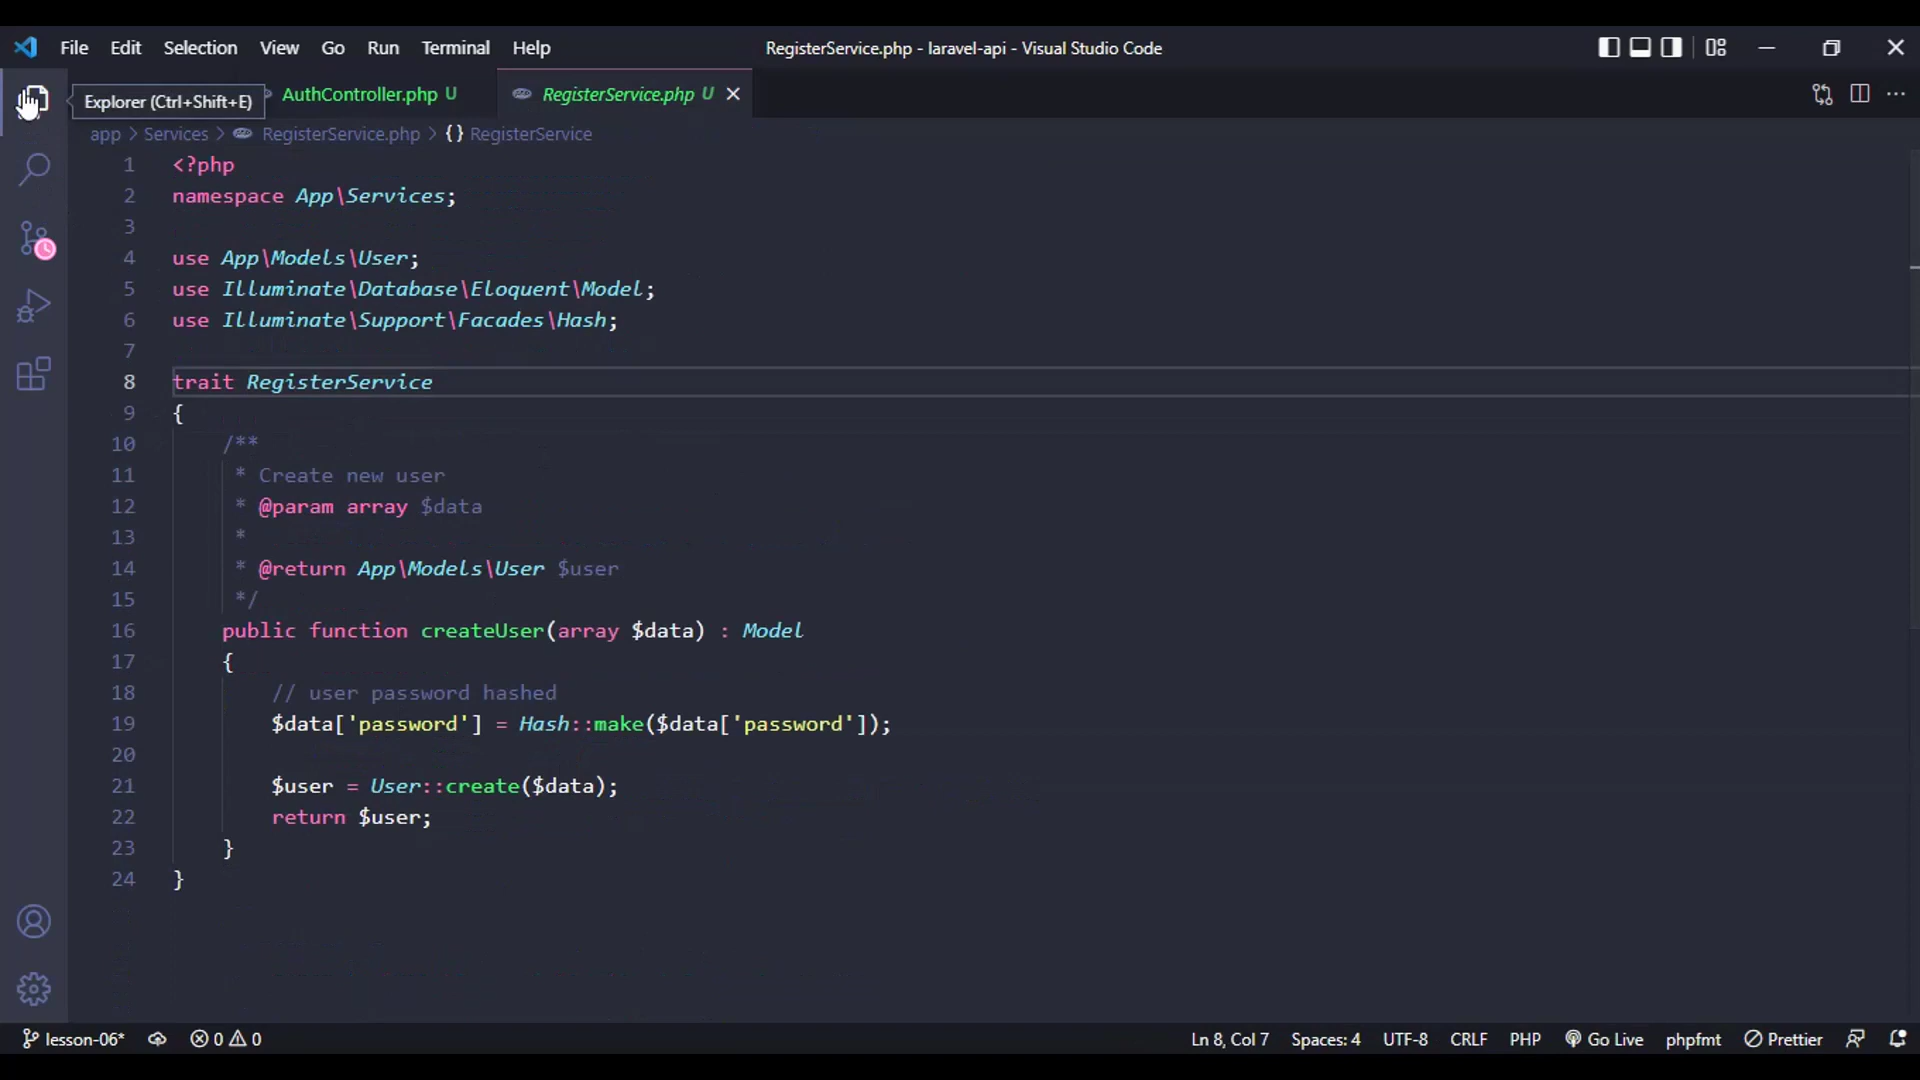 File Edit Selection View Go Run Terminal Help
RegisterService.php - laravel-api - Visual Studio Code
Explorer (Ctrl+Shift+E)
AuthController.php U
RegisterService.php U
app > Services > RegisterService.php > {} RegisterService
1 <?php
2 namespace App\Services;
3
4 use App\Models\User;
5 use Illuminate\Database\Eloquent\Model;
6 use Illuminate\Support\Facades\Hash;
7
8 trait RegisterService
9 {
10 /**
11 * Create new user
12 * @param array $data
13 *
14 * @return App\Models\User $user
15 */
16 public function createUser(array $data) : Model
17 {
18 // user password hashed
19 $data['password'] = Hash::make($data['password']);
20
21 $user = User::create($data);
22 return $user;
23 }
24 }
lesson-06* 0 0 Ln 8, Col 7 Spaces: 4 UTF-8 CRLF PHP Go Live phpfmt Prettier